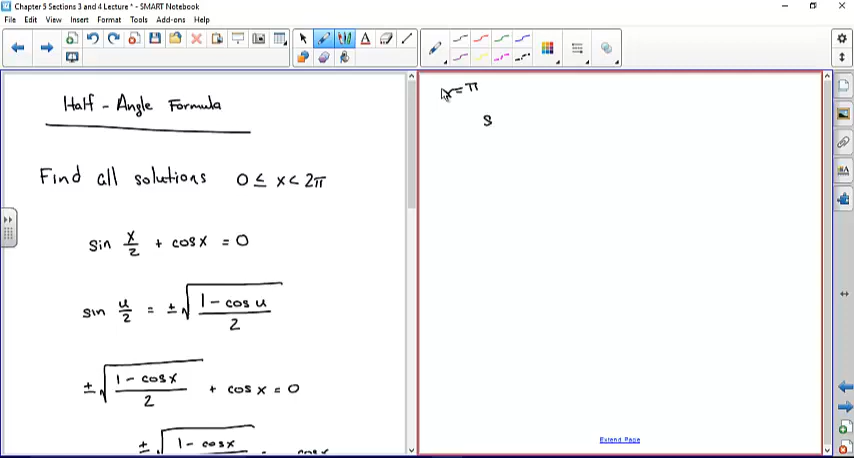 Chapter 5 Sections 3 and 4 Lecture * - SMART Notebook
File Edit View Insert Format Tools Add-ons Help
Half - Angle Formula
Find all solutions 0 ≤ x < 2π
sin x/2 + cos x = 0
sin u/2 = ±√((1 - cos u)/2)
±√((1 - cos x)/2) + cos x = 0
±√(1 - cos x
x = π
s
Extend Page